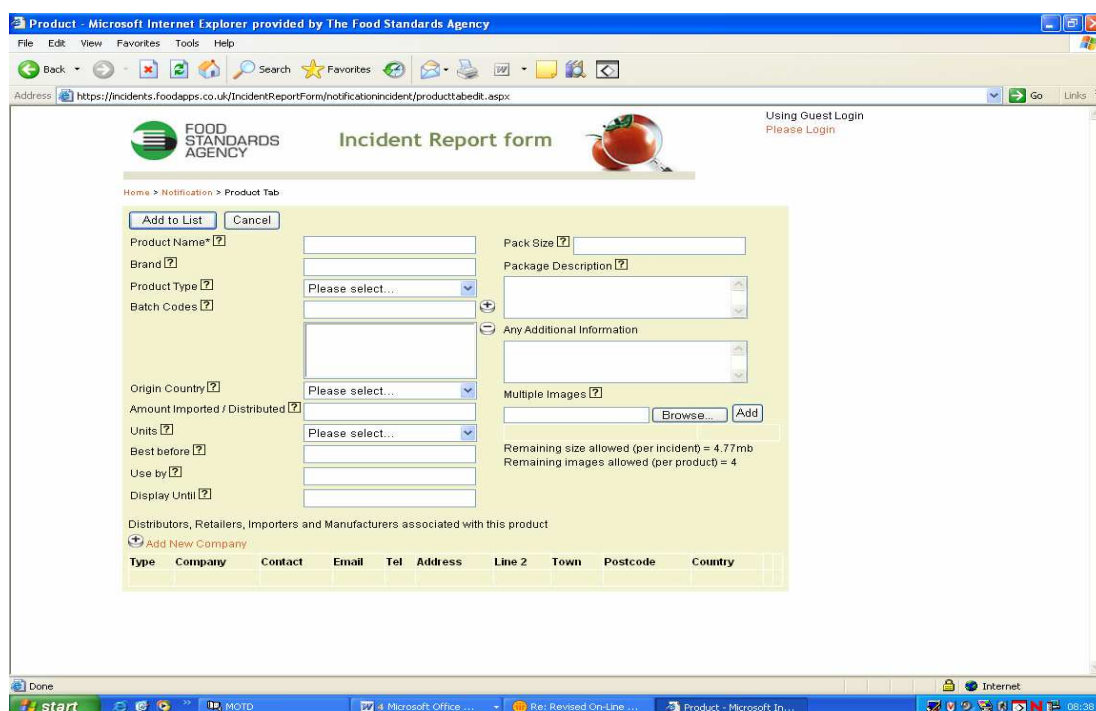 Product - Microsoft Internet Explorer provided by The Food Standards Agency
File Edit View Favorites Tools Help
Back Search Favorites
Address https://incidents.foodapps.co.uk/IncidentReportForm/notificationincident/producttabedit.aspx Go Links
FOOD
STANDARDS
AGENCY
Incident Report form
Using Guest Login
Please Login
Home > Notification > Product Tab
Add to List Cancel
Product Name* ?
Brand ?
Product Type ? Please select...
Batch Codes ?
Origin Country ? Please select...
Amount Imported / Distributed ?
Units ? Please select...
Best before ?
Use by ?
Display Until ?
Pack Size ?
Package Description ?
Any Additional Information
Multiple Images ?
Browse... Add
Remaining size allowed (per incident) = 4.77mb
Remaining images allowed (per product) = 4
Distributors, Retailers, Importers and Manufacturers associated with this product
Add New Company
Type Company Contact Email Tel Address Line 2 Town Postcode Country
Done Internet
start MOTD 4 Microsoft Office ... Re: Revised On-Line ... Product - Microsoft In... 08:38